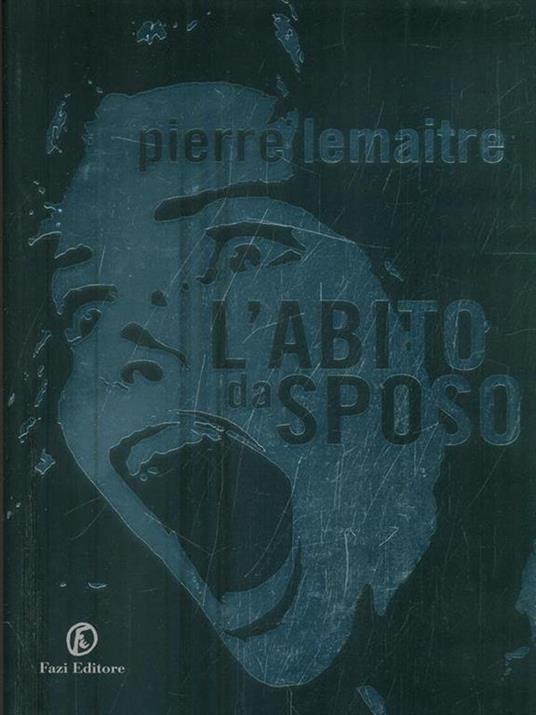 pierre lemaitre
L'ABITO
da SPOSO
Fazi Editore